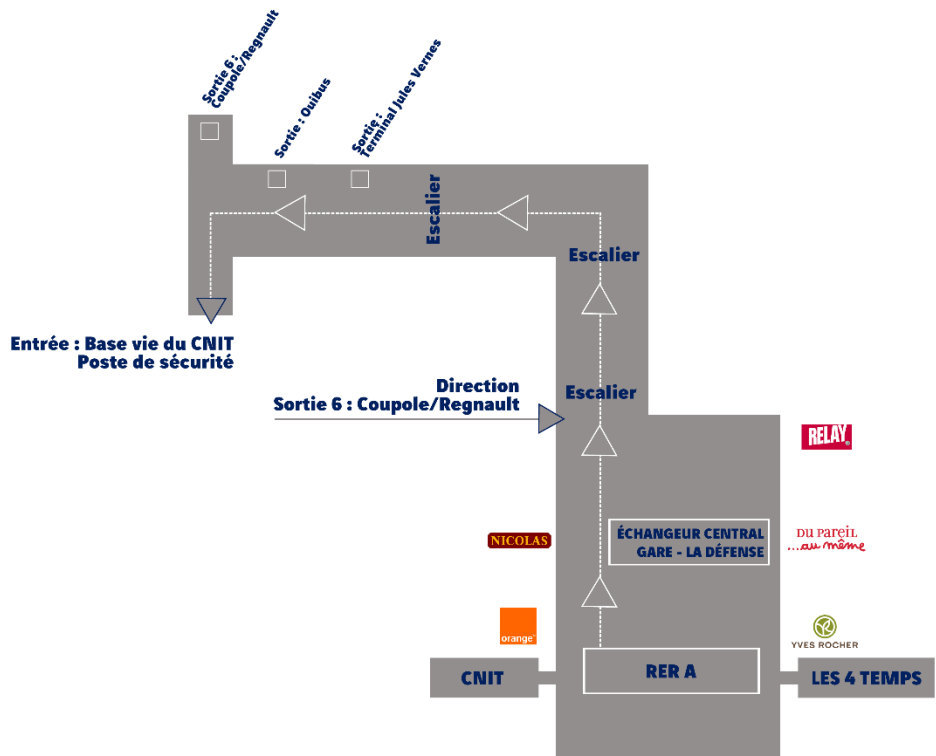 Sortie 6 :
Coupole/Regnault
Sortie : Ouibus
Sortie :
Terminal Jules Vernes
Escalier
Escalier
Entrée : Base vie du CNIT
Poste de sécurité
Direction
Sortie 6 : Coupole/Regnault
Escalier
RELAY
NICOLAS
ÉCHANGEUR CENTRAL
GARE - LA DÉFENSE
DU PAREIL
...au même
orange™
YVES ROCHER
CNIT
RER A
LES 4 TEMPS